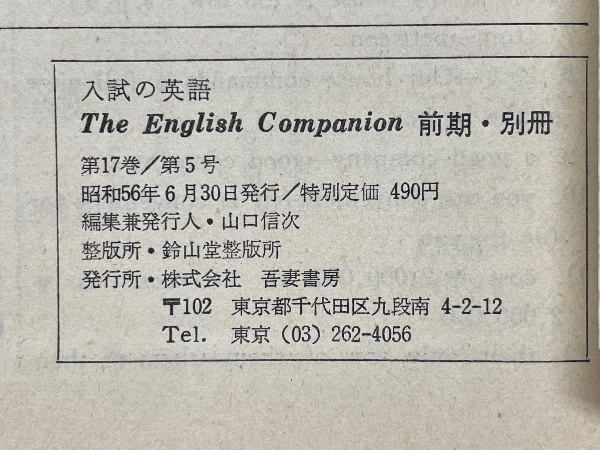 入試の英語
The English Companion 前期・別冊
第17巻/第5号
昭和56年6月30日発行/特別定価 490円
編集兼発行人・山口信次
整版所・鈴山堂整版所
発行所・株式会社 吾妻書房
〒102 東京都千代田区九段南 4-2-12
Tel. 東京 (03) 262-4056